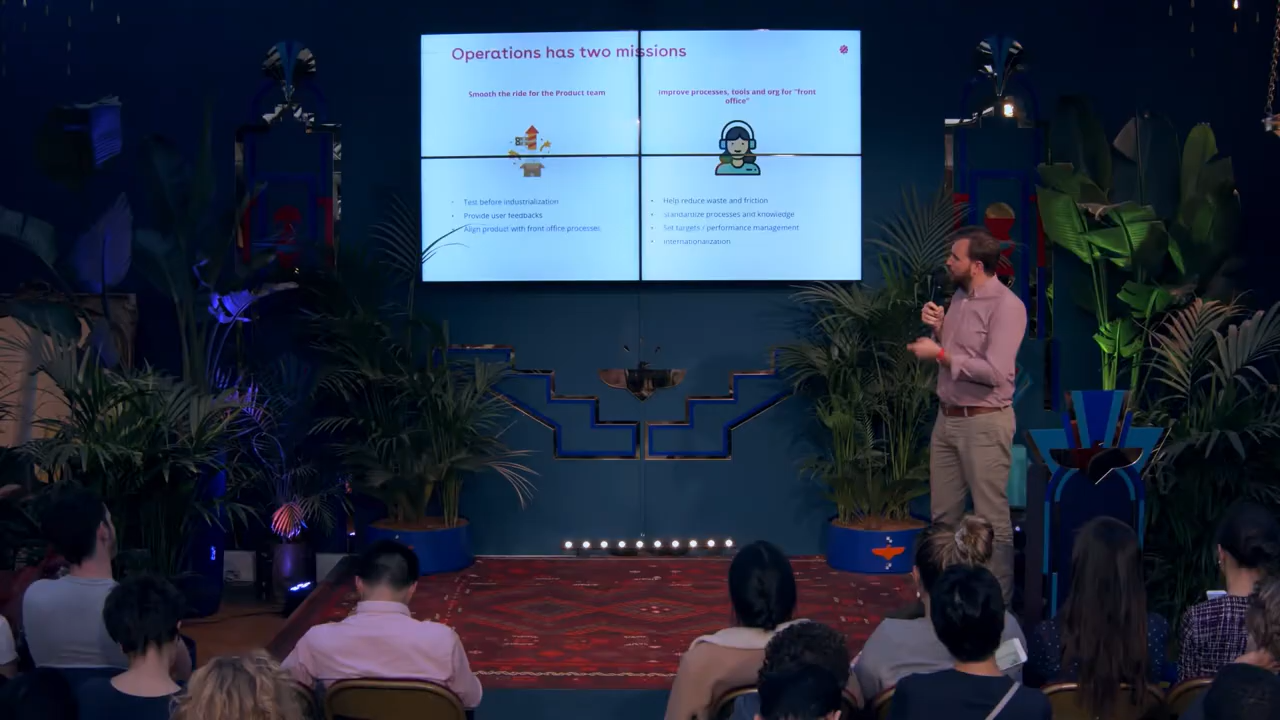 Operations has two missions
Smooth the ride for the Product team
Improve processes, tools and org for "front
office"
Test before industrialization
Provide user feedbacks
Align product with front office processes
Help reduce waste and friction
Standardize processes and knowledge
Set targets / performance management
Internationalization